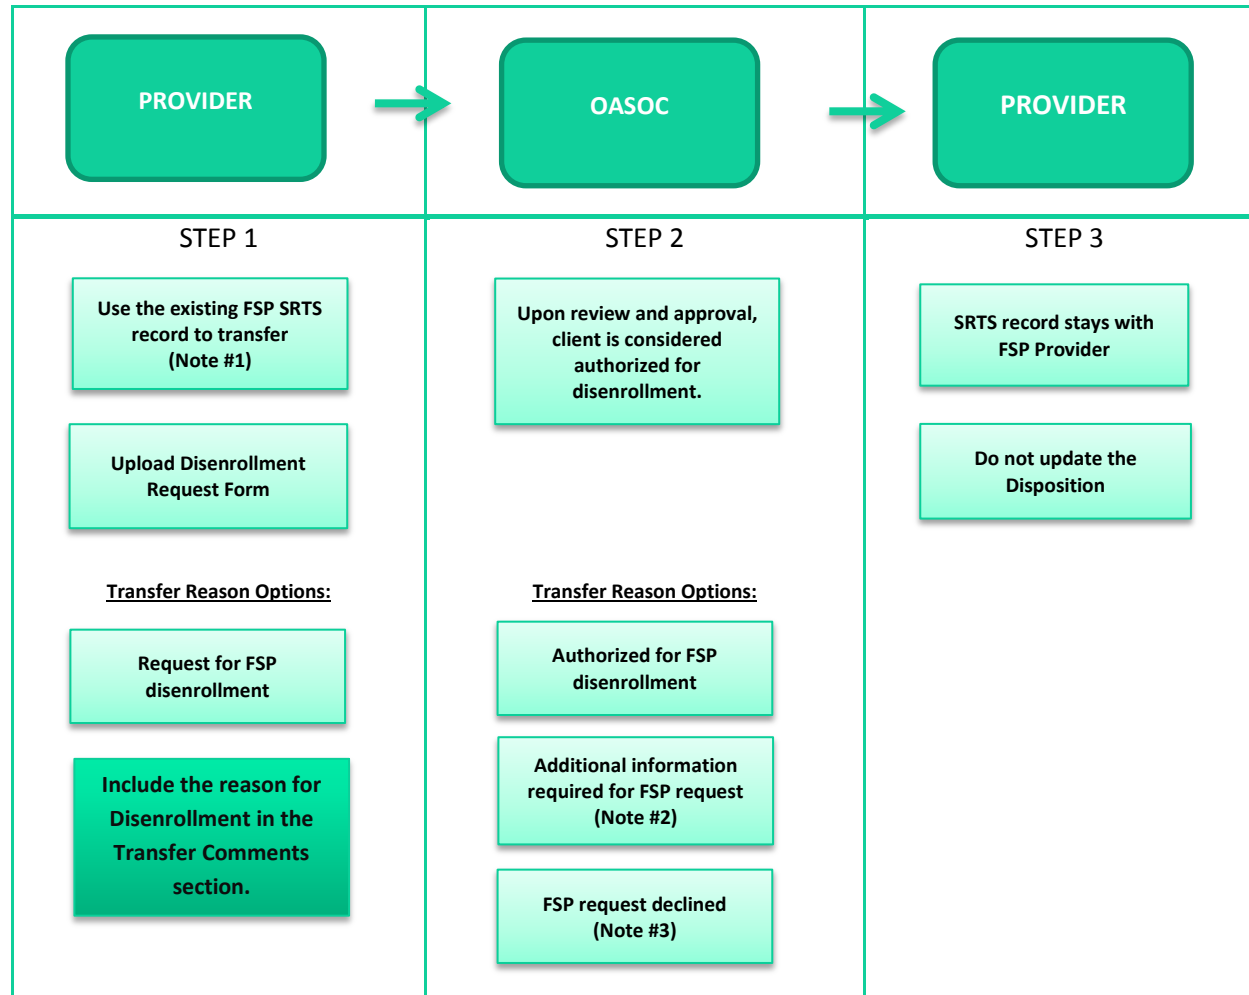 PROVIDER
OASOC
PROVIDER
STEP 1
Use the existing FSP SRTS
record to transfer
(Note #1)
Upload Disenrollment
Request Form
Transfer Reason Options:
Request for FSP
disenrollment
Include the reason for
Disenrollment in the
Transfer Comments
section.
STEP 2
Upon review and approval,
client is considered
authorized for
disenrollment.
Transfer Reason Options:
Authorized for FSP
disenrollment
Additional information
required for FSP request
(Note #2)
FSP request declined
(Note #3)
STEP 3
SRTS record stays with
FSP Provider
Do not update the
Disposition